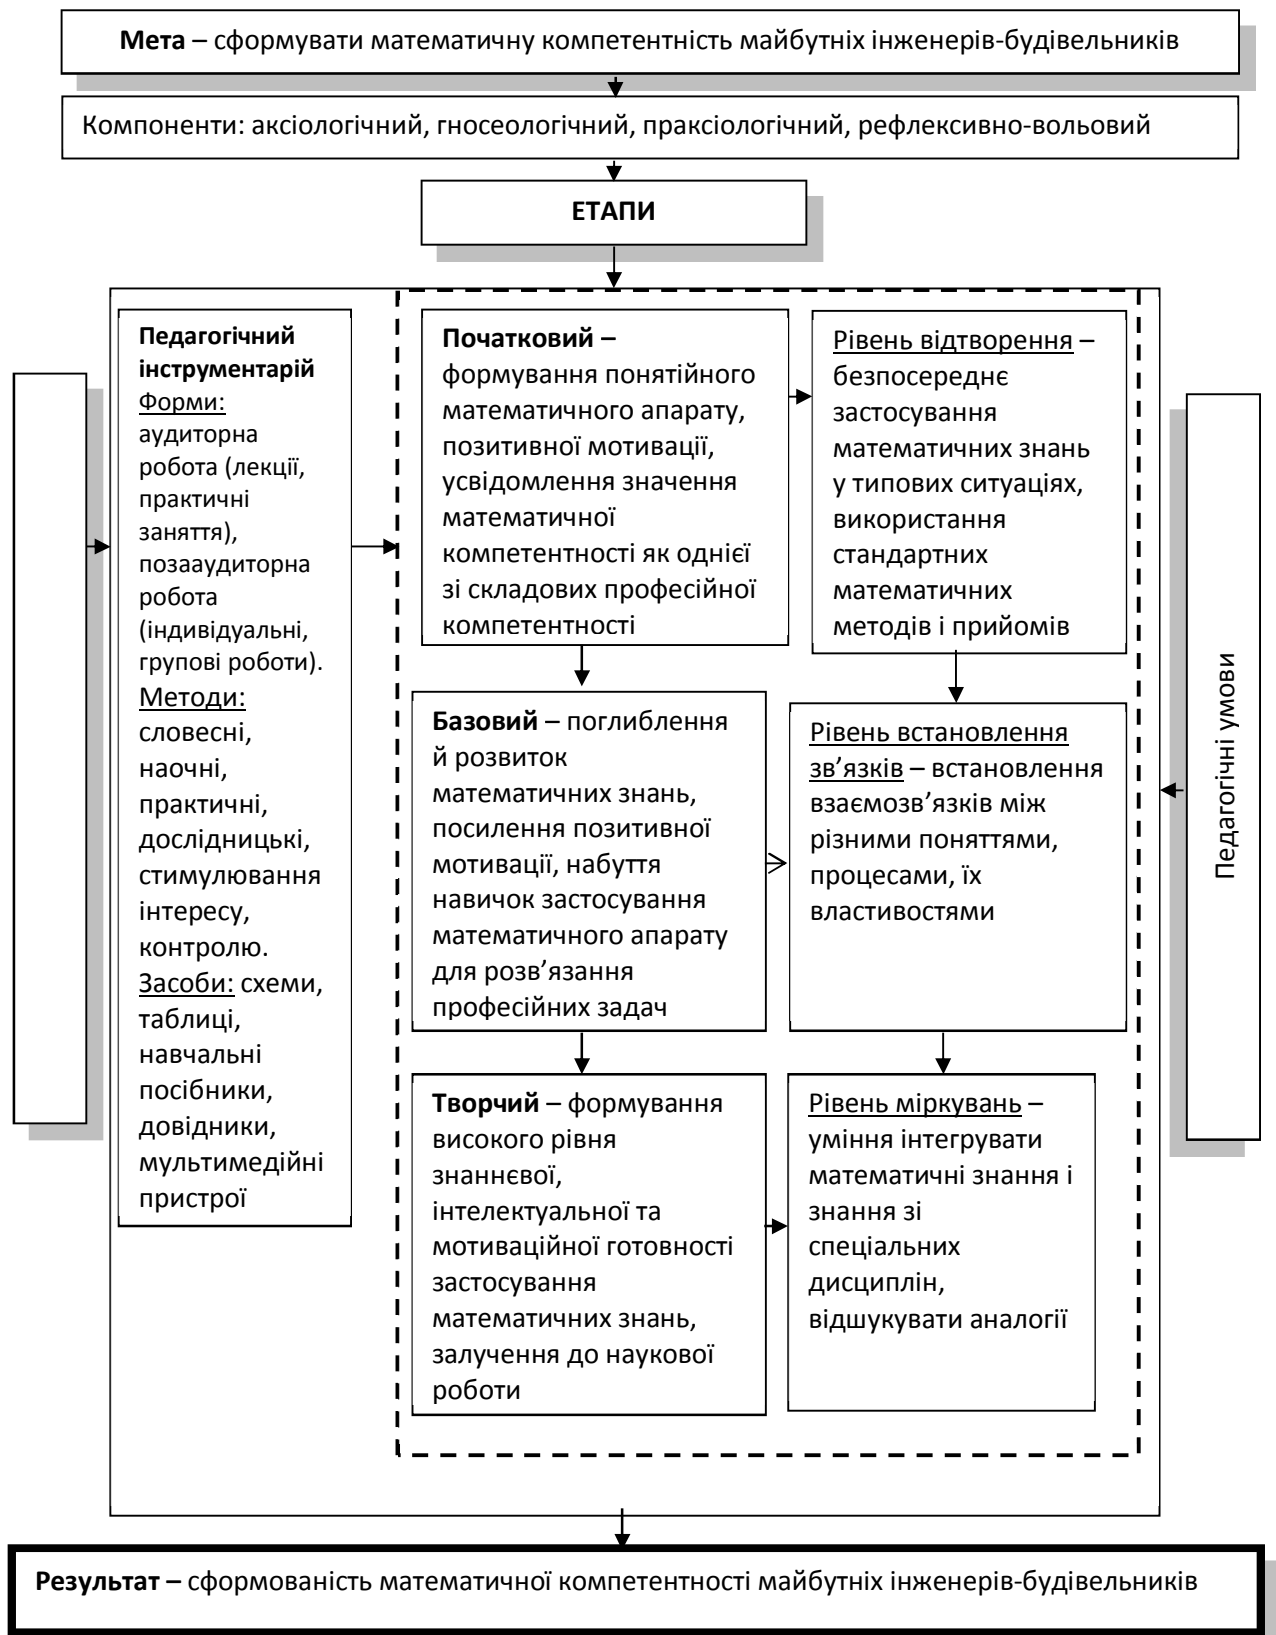 Мета – сформувати математичну компетентність майбутніх інженерів-будівельників
Компоненти: аксіологічний, гносеологічний, праксіологічний, рефлексивно-вольовий
ЕТАПИ
Педагогічний
інструментарій
Форми:
аудиторна
робота (лекції,
практичні
заняття),
позааудиторна
робота
(індивідуальні,
групові роботи).
Методи:
словесні,
наочні,
практичні,
дослідницькі,
стимулювання
інтересу,
контролю.
Засоби: схеми,
таблиці,
навчальні
посібники,
довідники,
мультимедійні
пристрої
Початковий –
формування понятійного
математичного апарату,
позитивної мотивації,
усвідомлення значення
математичної
компетентності як однієї
зі складових професійної
компетентності
Рівень відтворення –
безпосереднє
застосування
математичних знань
у типових ситуаціях,
використання
стандартних
математичних
методів і прийомів
Базовий – поглиблення
й розвиток
математичних знань,
посилення позитивної
мотивації, набуття
навичок застосування
математичного апарату
для розв’язання
професійних задач
Рівень встановлення
зв’язків – встановлення
взаємозв’язків між
різними поняттями,
процесами, їх
властивостями
Творчий – формування
високого рівня
знаннєвої,
інтелектуальної та
мотиваційної готовності
застосування
математичних знань,
залучення до наукової
роботи
Рівень міркувань –
уміння інтегрувати
математичні знання і
знання зі
спеціальних
дисциплін,
відшукувати аналогії
Педагогічні умови
Результат – сформованість математичної компетентності майбутніх інженерів-будівельників